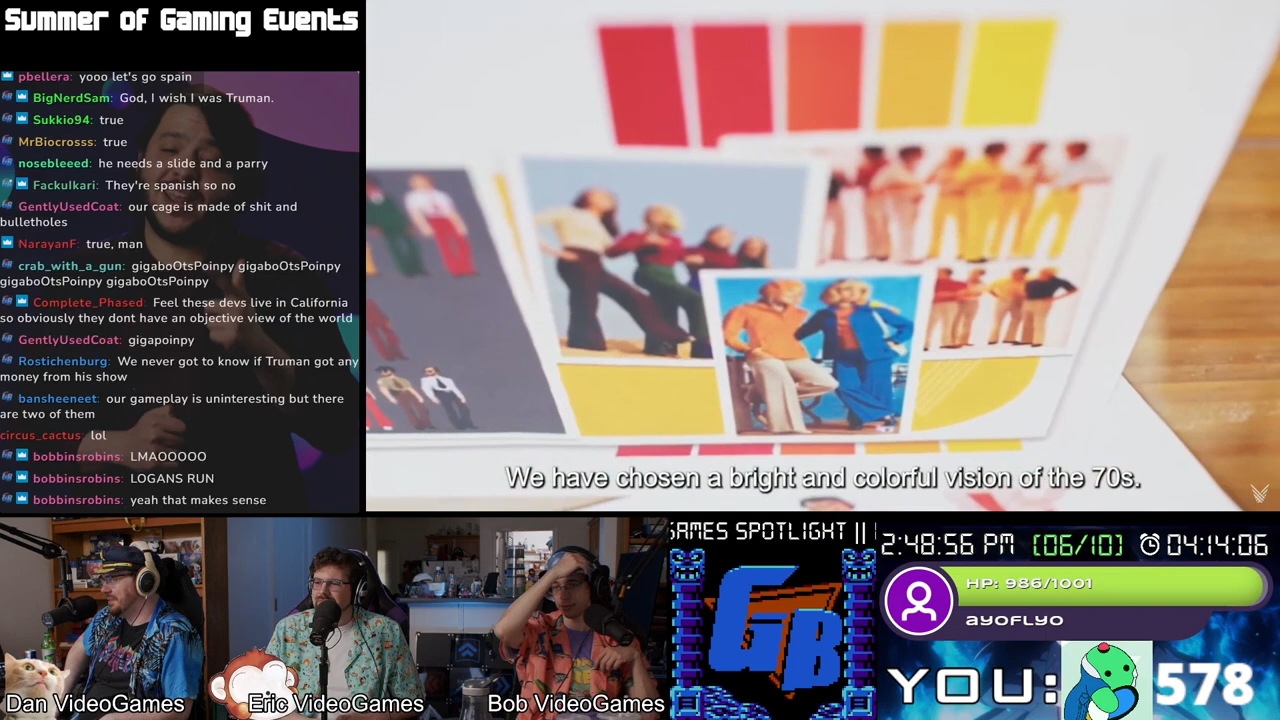 Summer of Gaming Events
pbellera: yooo let's go spain
BigNerdSam: God, I wish I was Truman.
Sukkio94: true
MrBiocrosss: true
nosebleeed: he needs a slide and a parry
FackuIkari: They're spanish so no
GentlyUsedCoat: our cage is made of shit and
bulletholes
NarayanF: true, man
crab_with_a_gun: gigaboOtsPoinpy gigaboOtsPoinpy
gigaboOtsPoinpy gigaboOtsPoinpy
Complete_Phased: Feel these devs live in California
so obviously they dont have an objective view of the world
GentlyUsedCoat: gigapoinpy
Rostichenburg: We never got to know if Truman got any
money from his show
bansheeneet: our gameplay is uninteresting but there
are two of them
circus_cactus: lol
bobbinsrobins: LMAOOOOO
bobbinsrobins: LOGANS RUN
bobbinsrobins: yeah that makes sense
We have chosen a bright and colorful vision of the 70s.
Dan VideoGames
Eric VideoGames
Bob VideoGames
GAMES SPOTLIGHT ||
GB
2:48:56 PM [06/10] 04:14:06
HP: 986/1001
AYOFLYO
YOU: 578